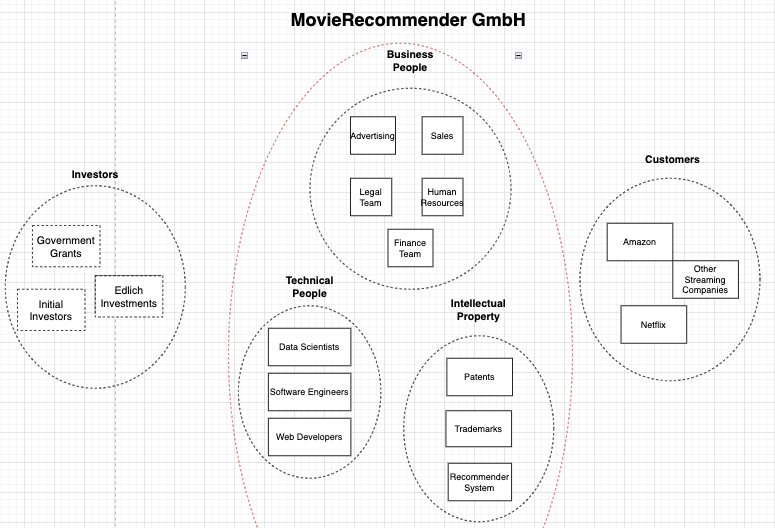 MovieRecommender GmbH
Business
People
Advertising
Sales
Legal
Team
Human
Resources
Finance
Team
Investors
Government
Grants
Initial
Investors
Edlich
Investments
Customers
Amazon
Other
Streaming
Companies
Netflix
Technical
People
Data Scientists
Software Engineers
Web Developers
Intellectual
Property
Patents
Trademarks
Recommender
System